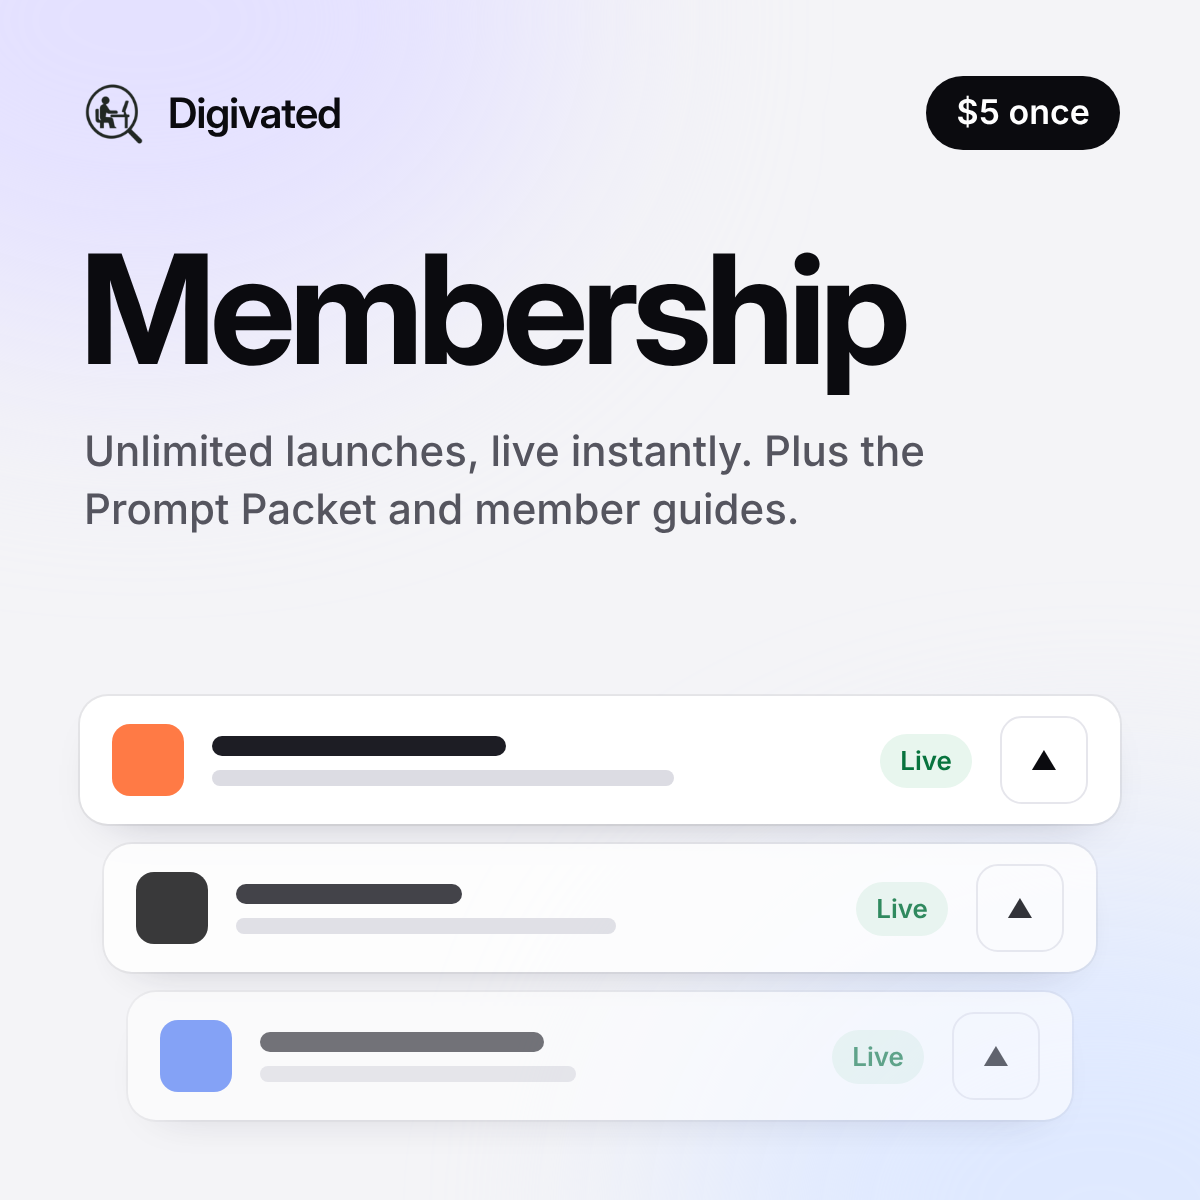 Digivated
$5 once
Membership
Unlimited launches, live instantly. Plus the
Prompt Packet and member guides.
Live
Live
Live